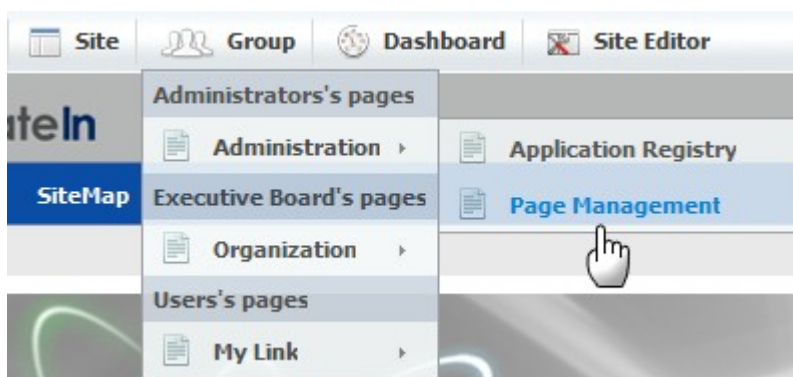 Site Group Dashboard Site Editor
Administrators's pages
Administration Application Registry
SiteMap Executive Board's pages Page Management
Organization
Users's pages
My Link